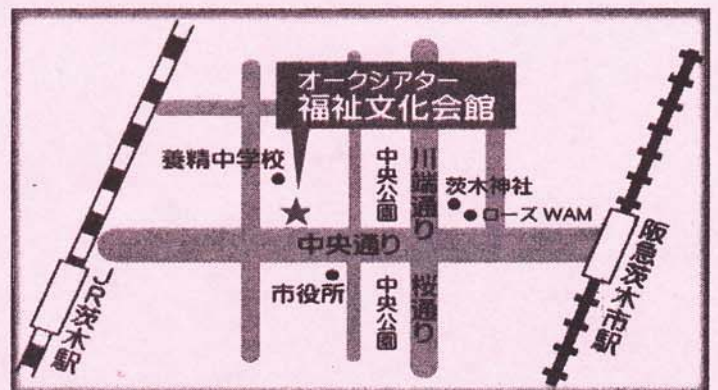 オークシアター
福祉文化会館
養精中学校
中央公園
川端通り
茨木神社
ローズ WAM
中央通り
市役所
中央公園
桜通り
JR茨木駅
阪急茨木市駅